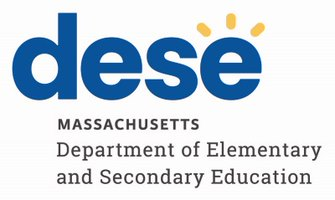 dese
MASSACHUSETTS
Department of Elementary
and Secondary Education